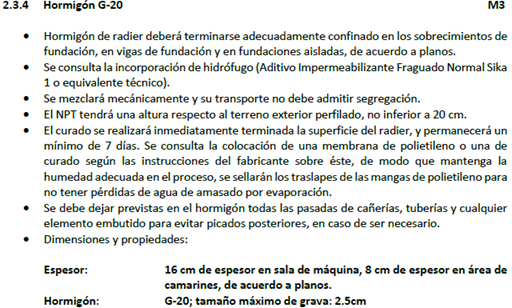 2.3.4 Hormigón G-20 M3
• Hormigón de radier deberá terminarse adecuadamente confinado en los sobrecimientos de
fundación, en vigas de fundación y en fundaciones aisladas, de acuerdo a planos.
• Se consulta la incorporación de hidrófugo (Aditivo Impermeabilizante Fraguado Normal Sika
1 o equivalente técnico).
• Se mezclará mecánicamente y su transporte no debe admitir segregación.
• El NPT tendrá una altura respecto al terreno exterior perfilado, no inferior a 20 cm.
• El curado se realizará inmediatamente terminada la superficie del radier, y permanecerá un
mínimo de 7 días. Se consulta la colocación de una membrana de polietileno o una de
curado según las instrucciones del fabricante sobre éste, de modo que mantenga la
humedad adecuada en el proceso, se sellarán los traslapes de las mangas de polietileno para
no tener pérdidas de agua de amasado por evaporación.
• Se debe dejar previstas en el hormigón todas las pasadas de cañerías, tuberías y cualquier
elemento embutido para evitar picados posteriores, en caso de ser necesario.
• Dimensiones y propiedades:
Espesor: 16 cm de espesor en sala de máquina, 8 cm de espesor en área de
camarines, de acuerdo a planos.
Hormigón: G-20; tamaño máximo de grava: 2.5cm